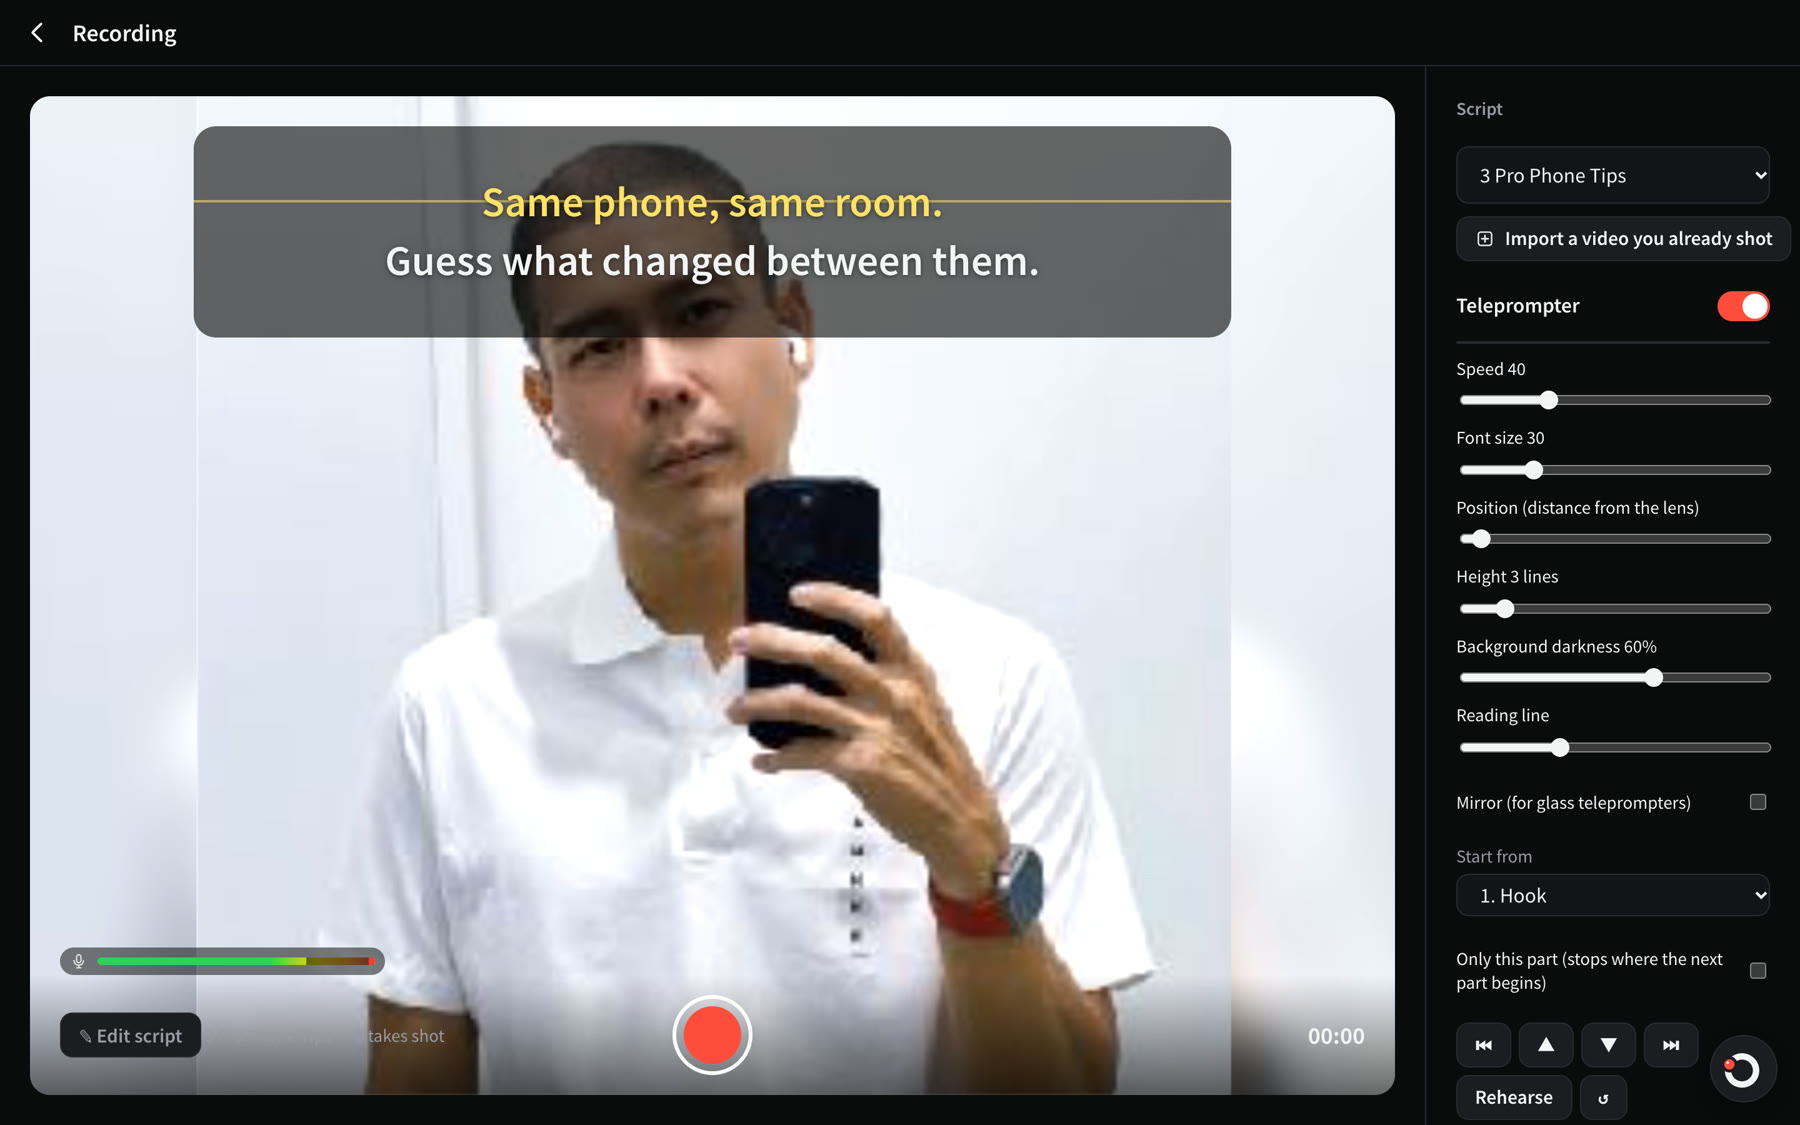 Recording
Same phone, same room.
Guess what changed between them.
Edit script
takes shot
00:00
Script
3 Pro Phone Tips
Import a video you already shot
Teleprompter
Speed 40
Font size 30
Position (distance from the lens)
Height 3 lines
Background darkness 60%
Reading line
Mirror (for glass teleprompters)
Start from
1. Hook
Only this part (stops where the next
part begins)
Rehearse